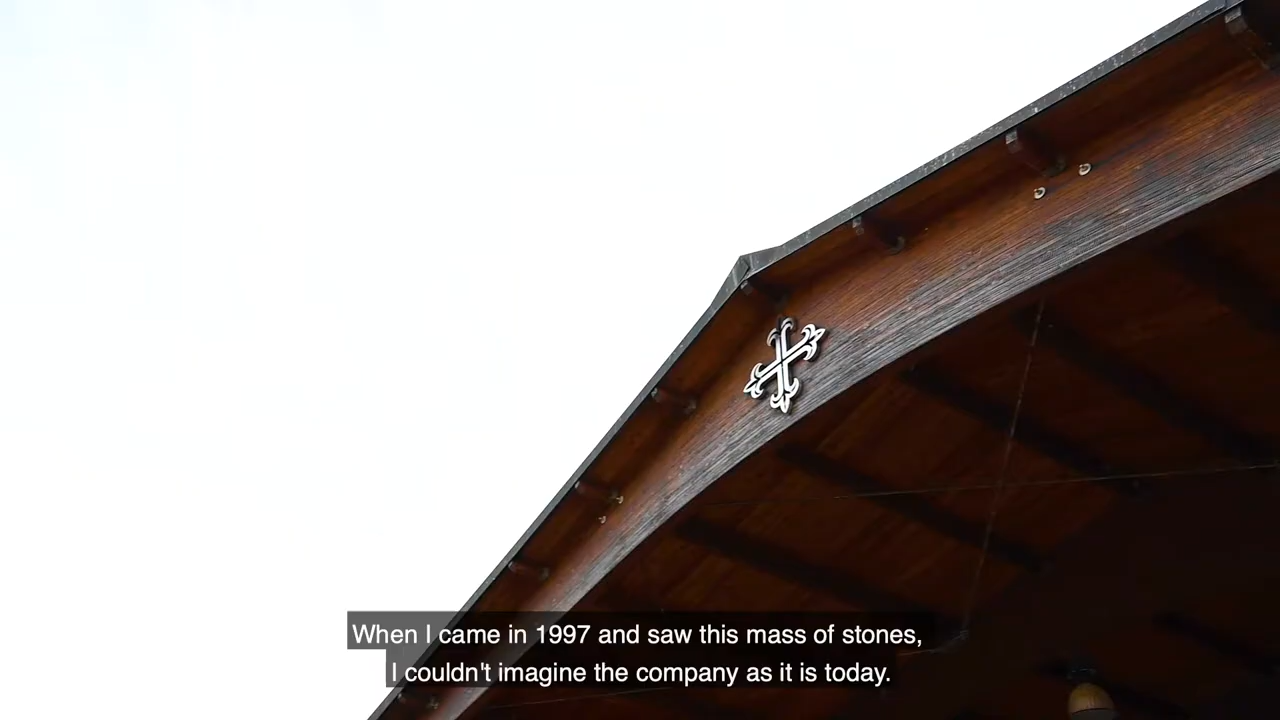 When I came in 1997 and saw this mass of stones,
I couldn't imagine the company as it is today.